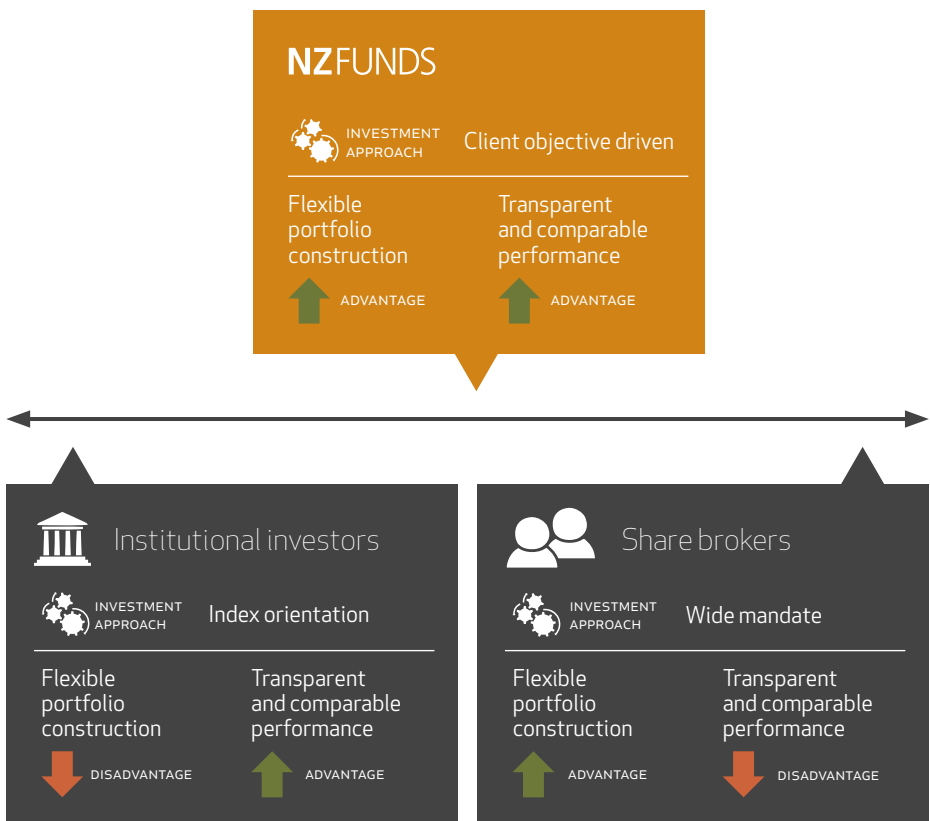 NZFUNDS
INVESTMENT
APPROACH
Client objective driven
Flexible
portfolio
construction
ADVANTAGE
Transparent
and comparable
performance
ADVANTAGE
Institutional investors
INVESTMENT
APPROACH
Index orientation
Flexible
portfolio
construction
DISADVANTAGE
Transparent
and comparable
performance
ADVANTAGE
Share brokers
INVESTMENT
APPROACH
Wide mandate
Flexible
portfolio
construction
ADVANTAGE
Transparent
and comparable
performance
DISADVANTAGE